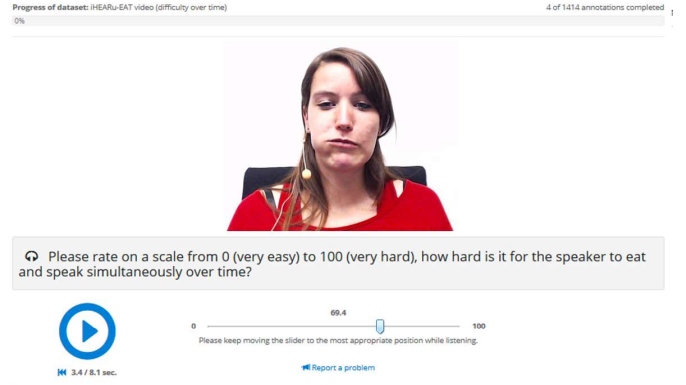 Progress of dataset: iHEARu-EAT video (difficulty over time) 4 of 1414 annotations completed
0%
Please rate on a scale from 0 (very easy) to 100 (very hard), how hard is it for the speaker to eat
and speak simultaneously over time?
69.4
0 100
Please keep moving the slider to the most appropriate position while listening.
3.4 / 8.1 sec.
Report a problem